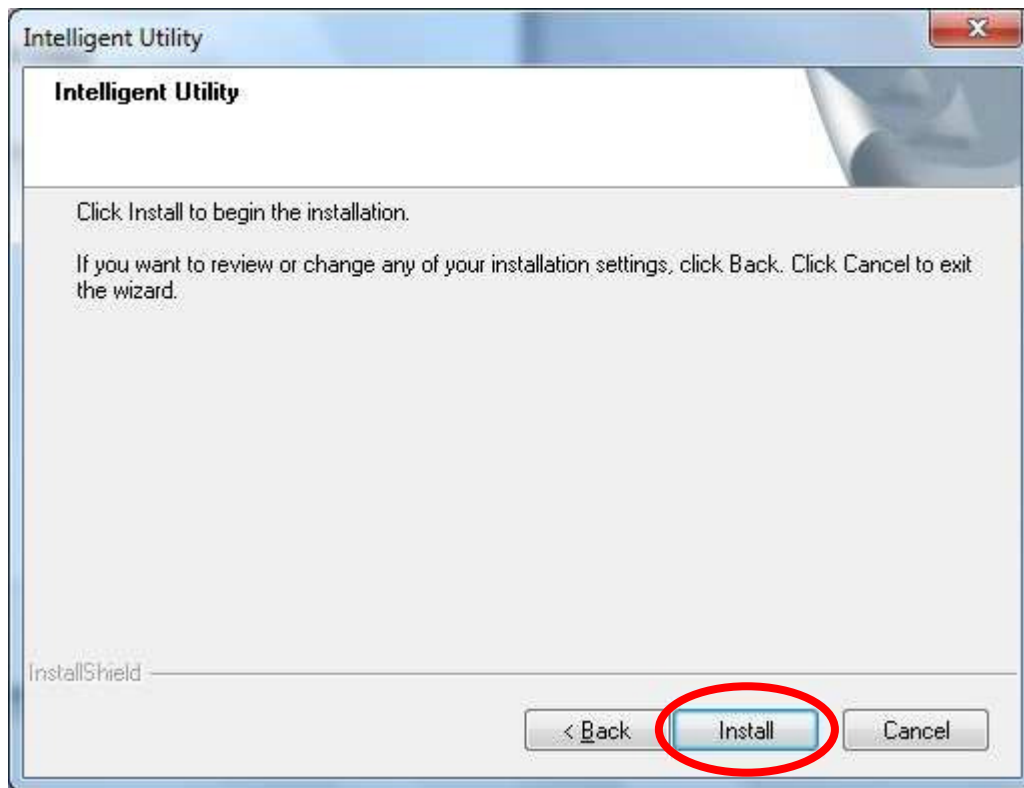 Intelligent Utility
Intelligent Utility
Click Install to begin the installation.
If you want to review or change any of your installation settings, click Back. Click Cancel to exit
the wizard.
InstallShield
< Back
Install
Cancel